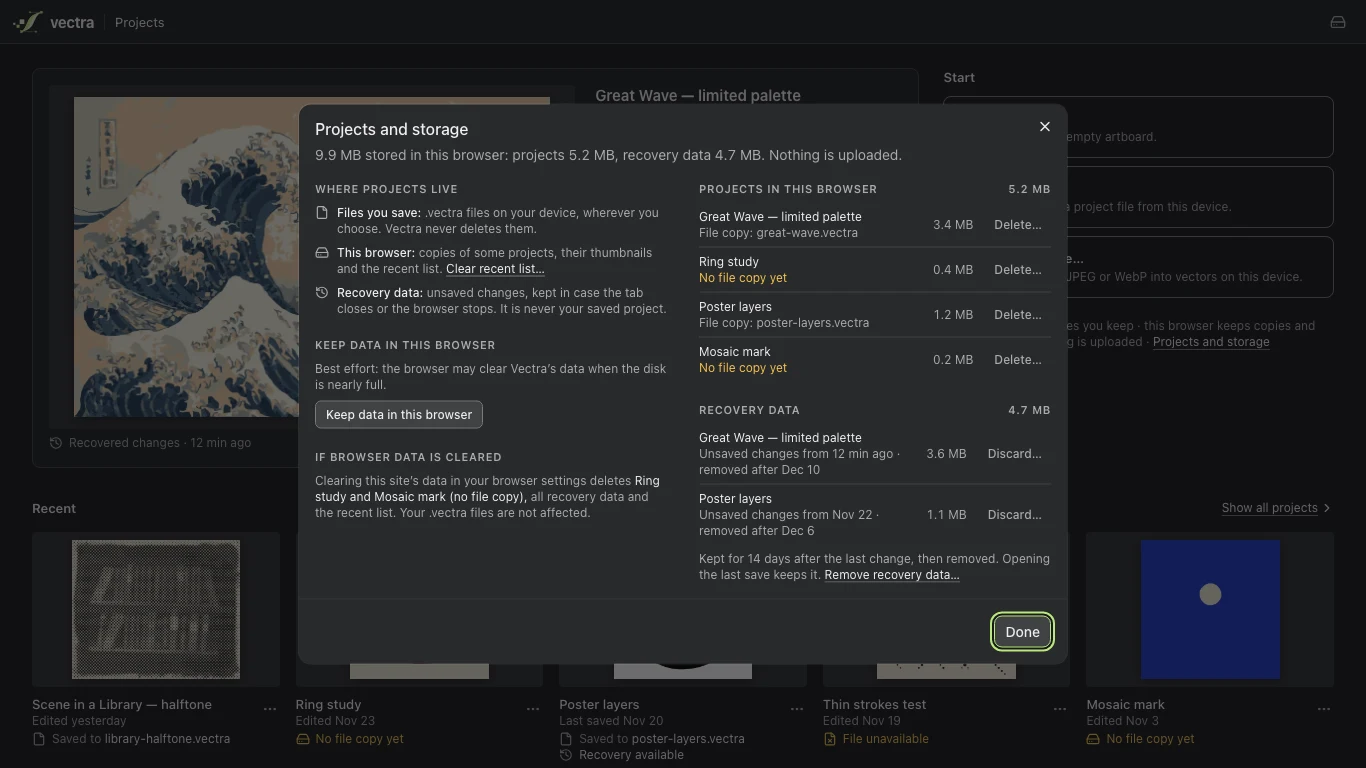 vectra
Projects
Great Wave — limited palette
Recovered changes · 12 min ago
Start
empty artboard.
project file from this device.
e...
JPEG or WebP into vectors on this device.
you keep · this browser keeps copies and
is uploaded · Projects and storage
Projects and storage
9.9 MB stored in this browser: projects 5.2 MB, recovery data 4.7 MB. Nothing is uploaded.
WHERE PROJECTS LIVE
Files you save: .vectra files on your device, wherever you
choose. Vectra never deletes them.
This browser: copies of some projects, their thumbnails
and the recent list. Clear recent list...
Recovery data: unsaved changes, kept in case the tab
closes or the browser stops. It is never your saved project.
KEEP DATA IN THIS BROWSER
Best effort: the browser may clear Vectra's data when the disk
is nearly full.
Keep data in this browser
IF BROWSER DATA IS CLEARED
Clearing this site's data in your browser settings deletes Ring
study and Mosaic mark (no file copy), all recovery data and
the recent list. Your .vectra files are not affected.
PROJECTS IN THIS BROWSER 5.2 MB
Great Wave — limited palette
File copy: great-wave.vectra
3.4 MB Delete...
Ring study
No file copy yet
0.4 MB Delete...
Poster layers
File copy: poster-layers.vectra
1.2 MB Delete...
Mosaic mark
No file copy yet
0.2 MB Delete...
RECOVERY DATA 4.7 MB
Great Wave — limited palette
Unsaved changes from 12 min ago ·
removed after Dec 10
3.6 MB Discard...
Poster layers
Unsaved changes from Nov 22 ·
removed after Dec 6
1.1 MB Discard...
Kept for 14 days after the last change, then removed. Opening
the last save keeps it. Remove recovery data...
Done
Recent
Show all projects
Scene in a Library — halftone
Edited yesterday
Saved to library-halftone.vectra
Ring study
Edited Nov 23
No file copy yet
Poster layers
Last saved Nov 20
Saved to poster-layers.vectra
Recovery available
Thin strokes test
Edited Nov 19
File unavailable
Mosaic mark
Edited Nov 3
No file copy yet